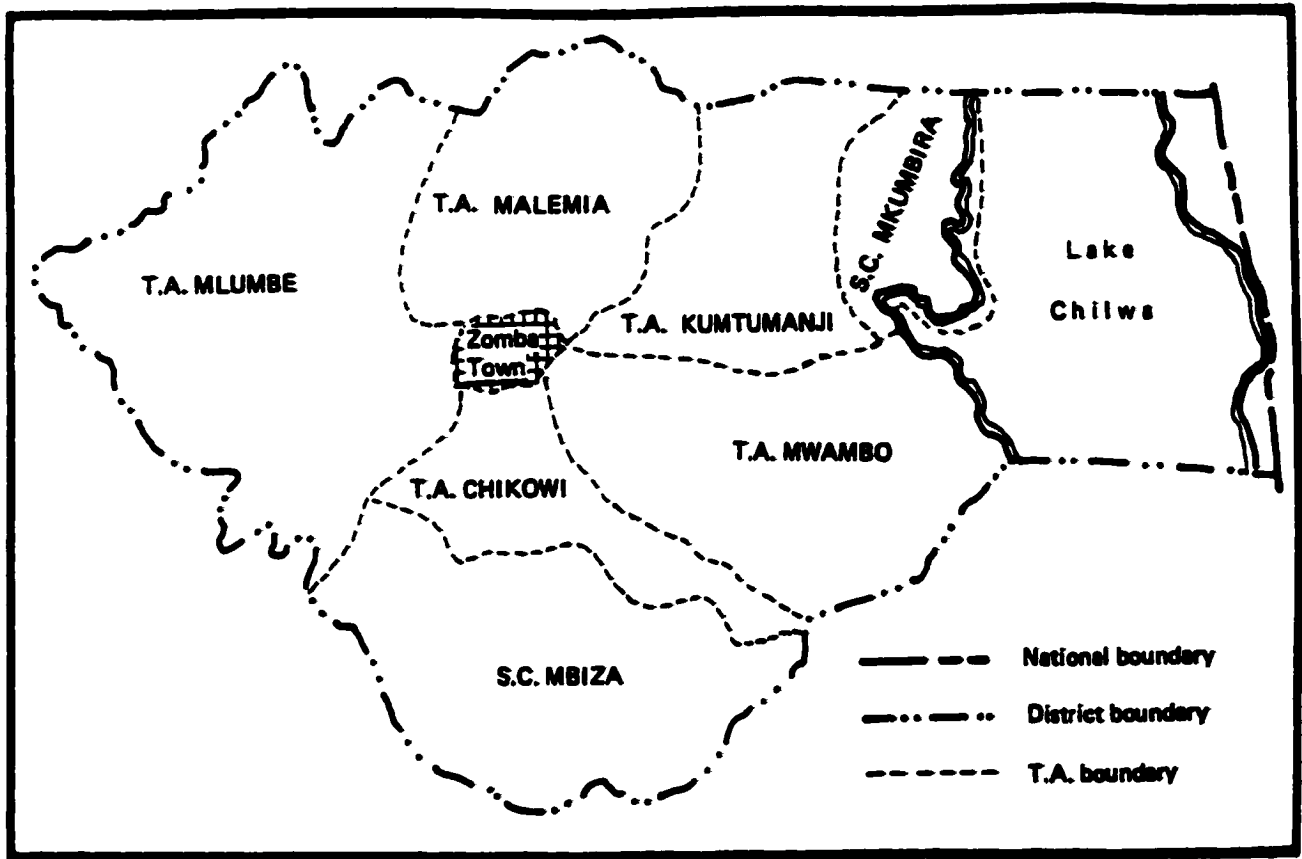 T.A. MALEMIA
S.C. MKUMBIRA
T.A. MLUMBE
Lake
Chilwa
T.A. KUMTUMANJI
Zomba
Town
T.A. MWAMBO
T.A. CHIKOWI
S.C. MBIZA
National boundary
District boundary
T.A. boundary